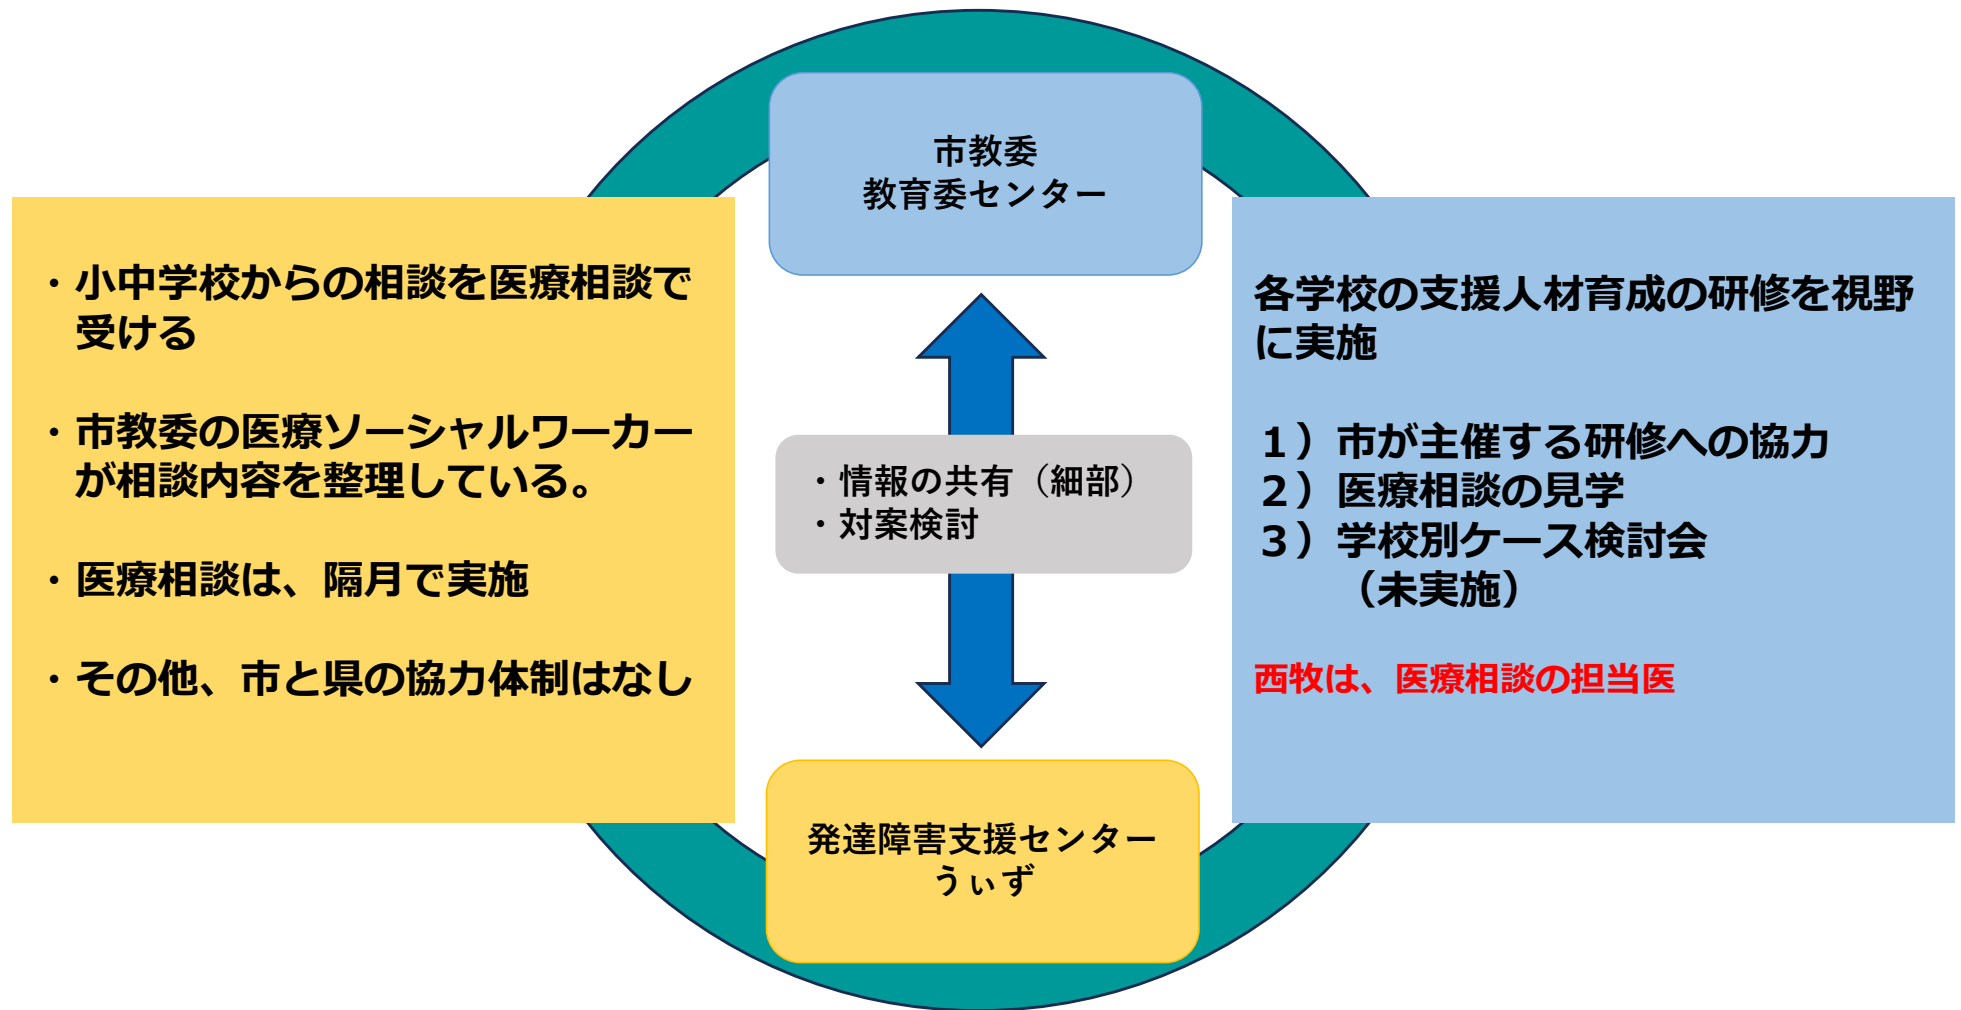 市教委
教育委センター
・小中学校からの相談を医療相談で
受ける
・市教委の医療ソーシャルワーカー
が相談内容を整理している。
・医療相談は、隔月で実施
・その他、市と県の協力体制はなし
・情報の共有（細部）
・対案検討
各学校の支援人材育成の研修を視野
に実施
１）市が主催する研修への協力
２）医療相談の見学
３）学校別ケース検討会
（未実施）
西牧は、医療相談の担当医
発達障害支援センター
うぃず